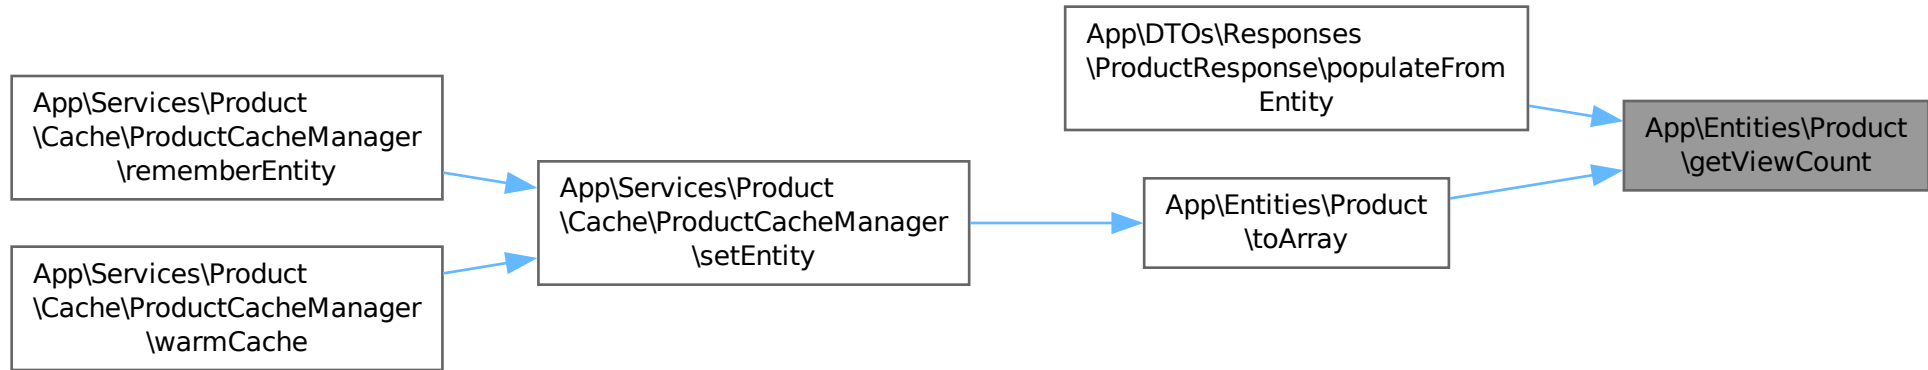 App\Services\Product
\Cache\ProductCacheManager
\rememberEntity
App\Services\Product
\Cache\ProductCacheManager
\warmCache
App\Services\Product
\Cache\ProductCacheManager
\setEntity
App\DTOs\Responses
\ProductResponse\populateFrom
Entity
App\Entities\Product
\toArray
App\Entities\Product
\getViewCount